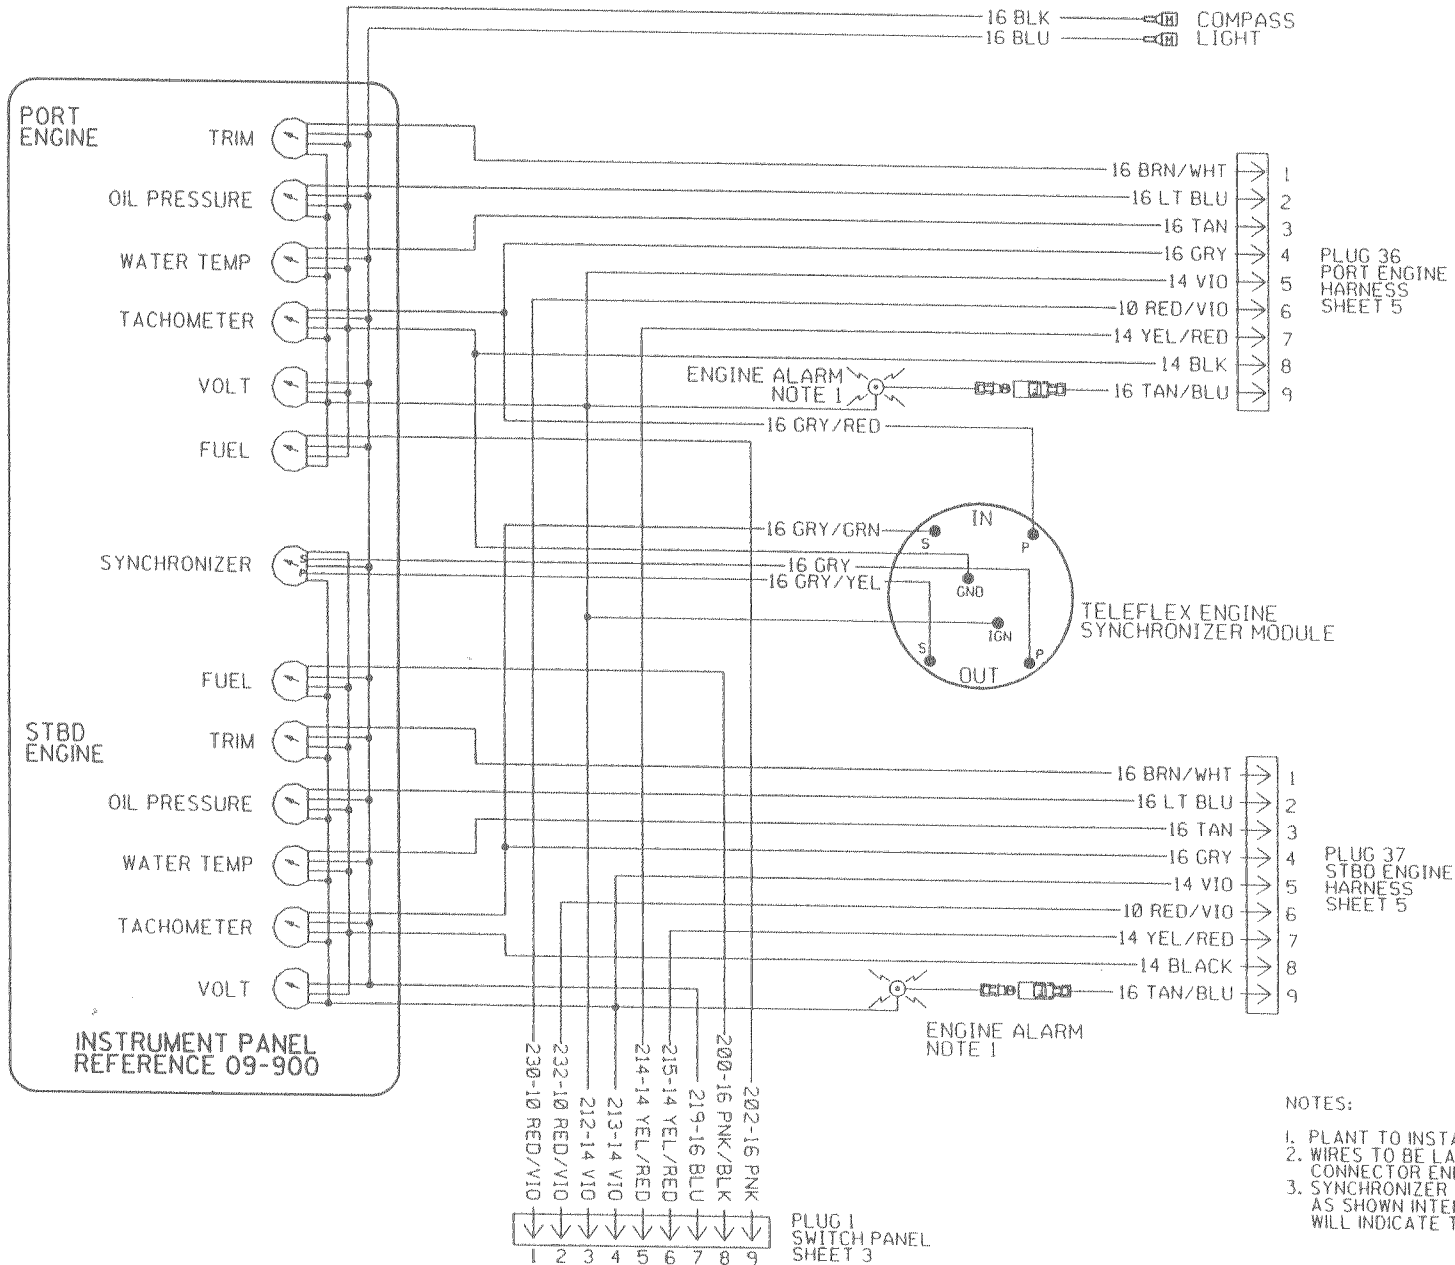 16 BLK
COMPASS
16 BLU
LIGHT
PORT
ENGINE
TRIM
OIL PRESSURE
WATER TEMP
TACHOMETER
VOLT
FUEL
SYNCHRONIZER
S
P
FUEL
STBD
ENGINE
TRIM
OIL PRESSURE
WATER TEMP
TACHOMETER
VOLT
INSTRUMENT PANEL
REFERENCE 09-900
16 BRN/WHT 1
16 LT BLU 2
16 TAN 3
16 GRY 4
14 VIO 5
10 RED/VIO 6
14 YEL/RED 7
14 BLK 8
16 TAN/BLU 9
PLUG 36
PORT ENGINE
HARNESS
SHEET 5
ENGINE ALARM
NOTE 1
16 GRY/RED
16 GRY/GRN
16 GRY
16 GRY/YEL
IN
S
P
GND
IGN
S
P
OUT
TELEFLEX ENGINE
SYNCHRONIZER MODULE
16 BRN/WHT 1
16 LT BLU 2
16 TAN 3
16 GRY 4
14 VIO 5
10 RED/VIO 6
14 YEL/RED 7
14 BLACK 8
16 TAN/BLU 9
PLUG 37
STBD ENGINE
HARNESS
SHEET 5
ENGINE ALARM
NOTE 1
230-10 RED/VIO
232-10 RED/VIO
212-14 VIO
213-14 VIO
214-14 YEL/RED
215-14 YEL/RED
219-16 BLU
200-16 PNK/BLK
202-16 PNK
1 2 3 4 5 6 7 8 9
PLUG 1
SWITCH PANEL
SHEET 3
NOTES:
1. PLANT TO INSTA
2. WIRES TO BE LA
CONNECTOR EN
3. SYNCHRONIZER
AS SHOWN INTE
WILL INDICATE T